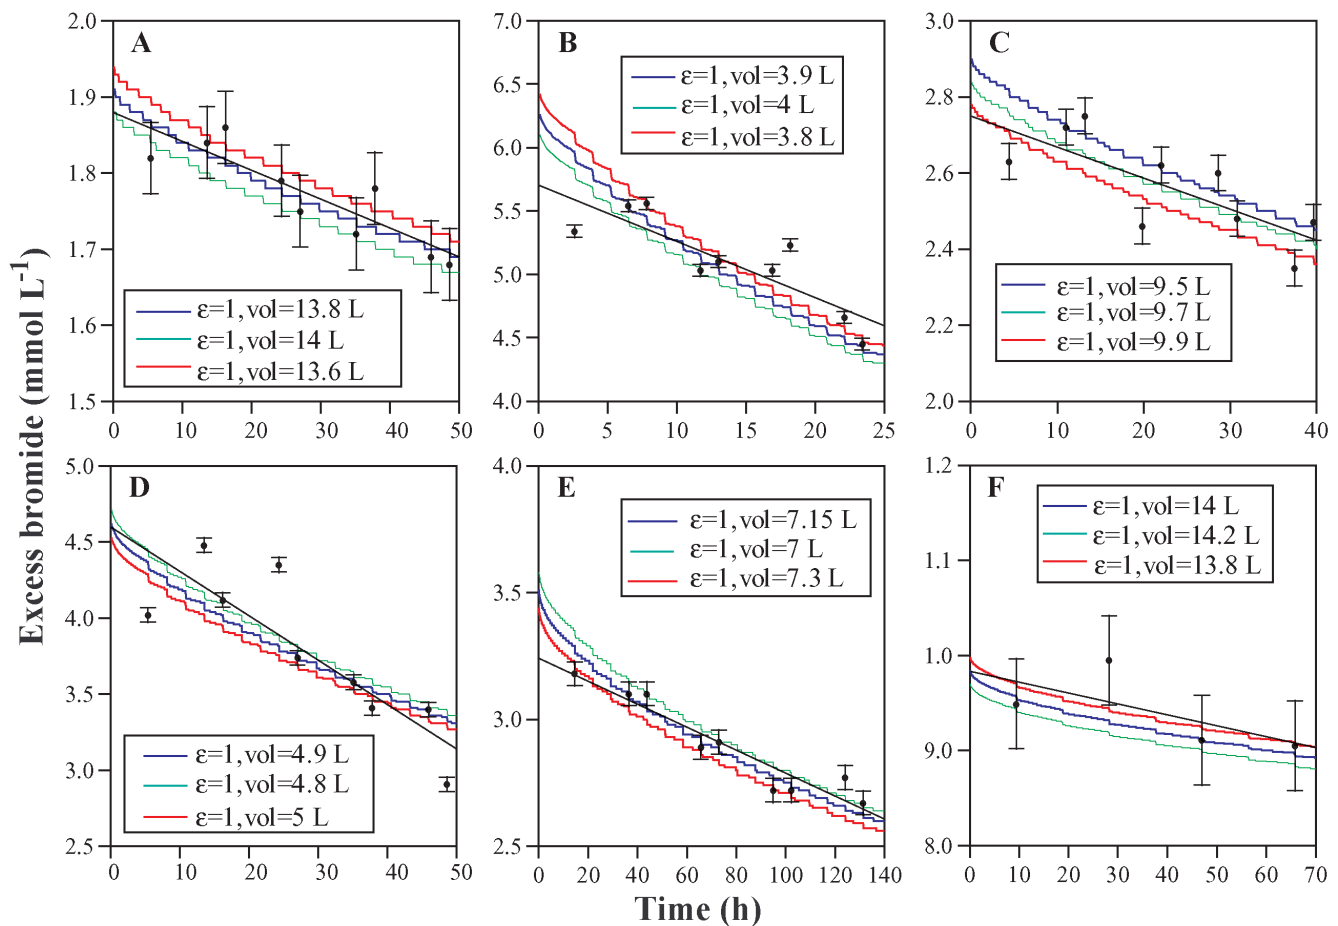 Excess bromide (mmol L⁻¹)
A
2.0
1.9
1.8
1.7
1.6
1.5
ε=1,vol=13.8 L
ε=1,vol=14 L
ε=1,vol=13.6 L
0 10 20 30 40 50
B
7.0
6.5
6.0
5.5
5.0
4.5
4.0
ε=1,vol=3.9 L
ε=1,vol=4 L
ε=1,vol=3.8 L
0 5 10 15 20 25
C
3.0
2.8
2.6
2.4
2.2
2.0
ε=1,vol=9.5 L
ε=1,vol=9.7 L
ε=1,vol=9.9 L
0 10 20 30 40
D
5.0
4.5
4.0
3.5
3.0
2.5
ε=1,vol=4.9 L
ε=1,vol=4.8 L
ε=1,vol=5 L
0 10 20 30 40 50
E
4.0
3.5
3.0
2.5
ε=1,vol=7.15 L
ε=1,vol=7 L
ε=1,vol=7.3 L
0 20 40 60 80 100 120 140
F
1.2
1.0
1.0
9.0
8.0
ε=1,vol=14 L
ε=1,vol=14.2 L
ε=1,vol=13.8 L
0 10 20 30 40 50 60 70
Time (h)